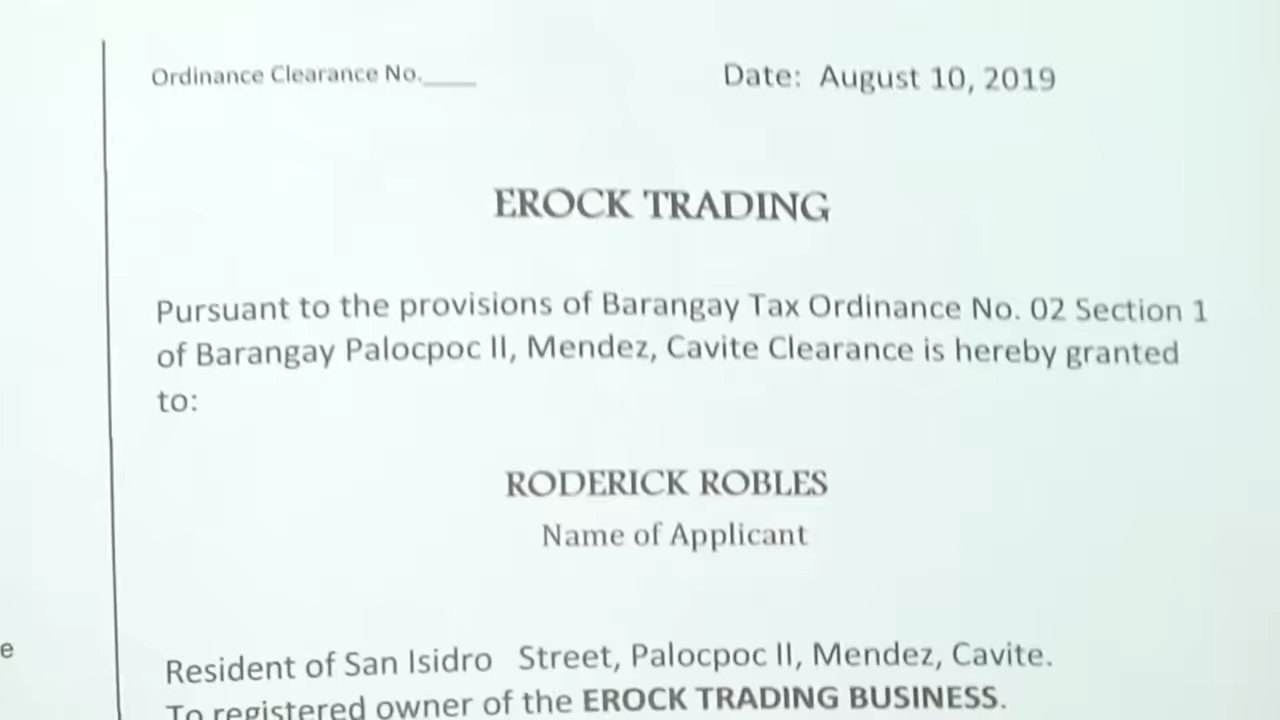 Ordinance Clearance No.____
Date: August 10, 2019
EROCK TRADING
Pursuant to the provisions of Barangay Tax Ordinance No. 02 Section 1
of Barangay Palocpoc II, Mendez, Cavite Clearance is hereby granted
to:
RODERICK ROBLES
Name of Applicant
e
Resident of San Isidro Street, Palocpoc II, Mendez, Cavite.
To registered owner of the EROCK TRADING BUSINESS.